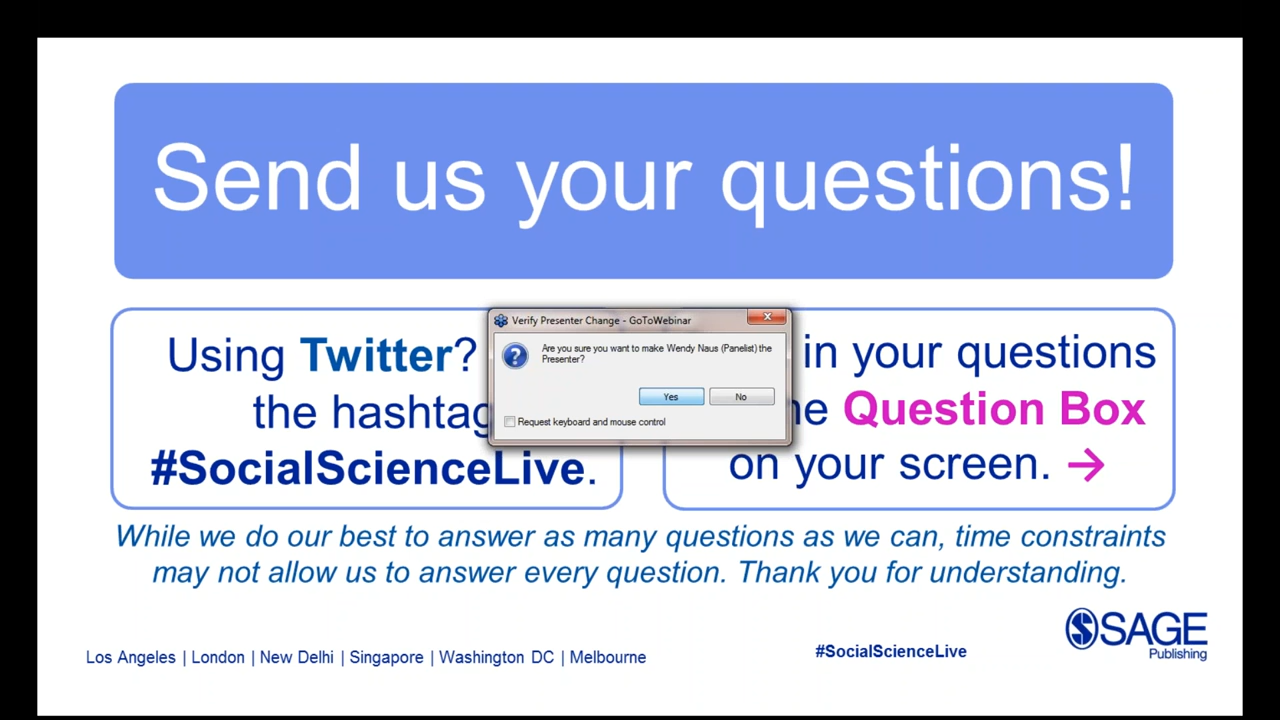 Send us your questions!
Using Twitter?
the hashtag
#SocialScienceLive.
in your questions
Question Box
on your screen. →
Verify Presenter Change - GoToWebinar
Are you sure you want to make Wendy Naus (Panelist) the
Presenter?
Yes
No
Request keyboard and mouse control
While we do our best to answer as many questions as we can, time constraints
may not allow us to answer every question. Thank you for understanding.
Los Angeles | London | New Delhi | Singapore | Washington DC | Melbourne
#SocialScienceLive
SAGE
Publishing